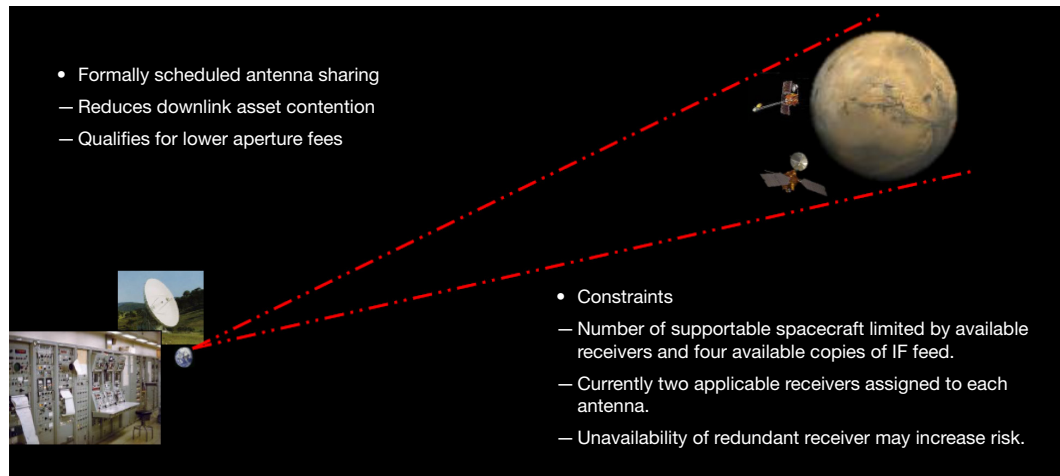 • Formally scheduled antenna sharing
— Reduces downlink asset contention
— Qualifies for lower aperture fees
• Constraints
— Number of supportable spacecraft limited by available
receivers and four available copies of IF feed.
— Currently two applicable receivers assigned to each
antenna.
— Unavailability of redundant receiver may increase risk.